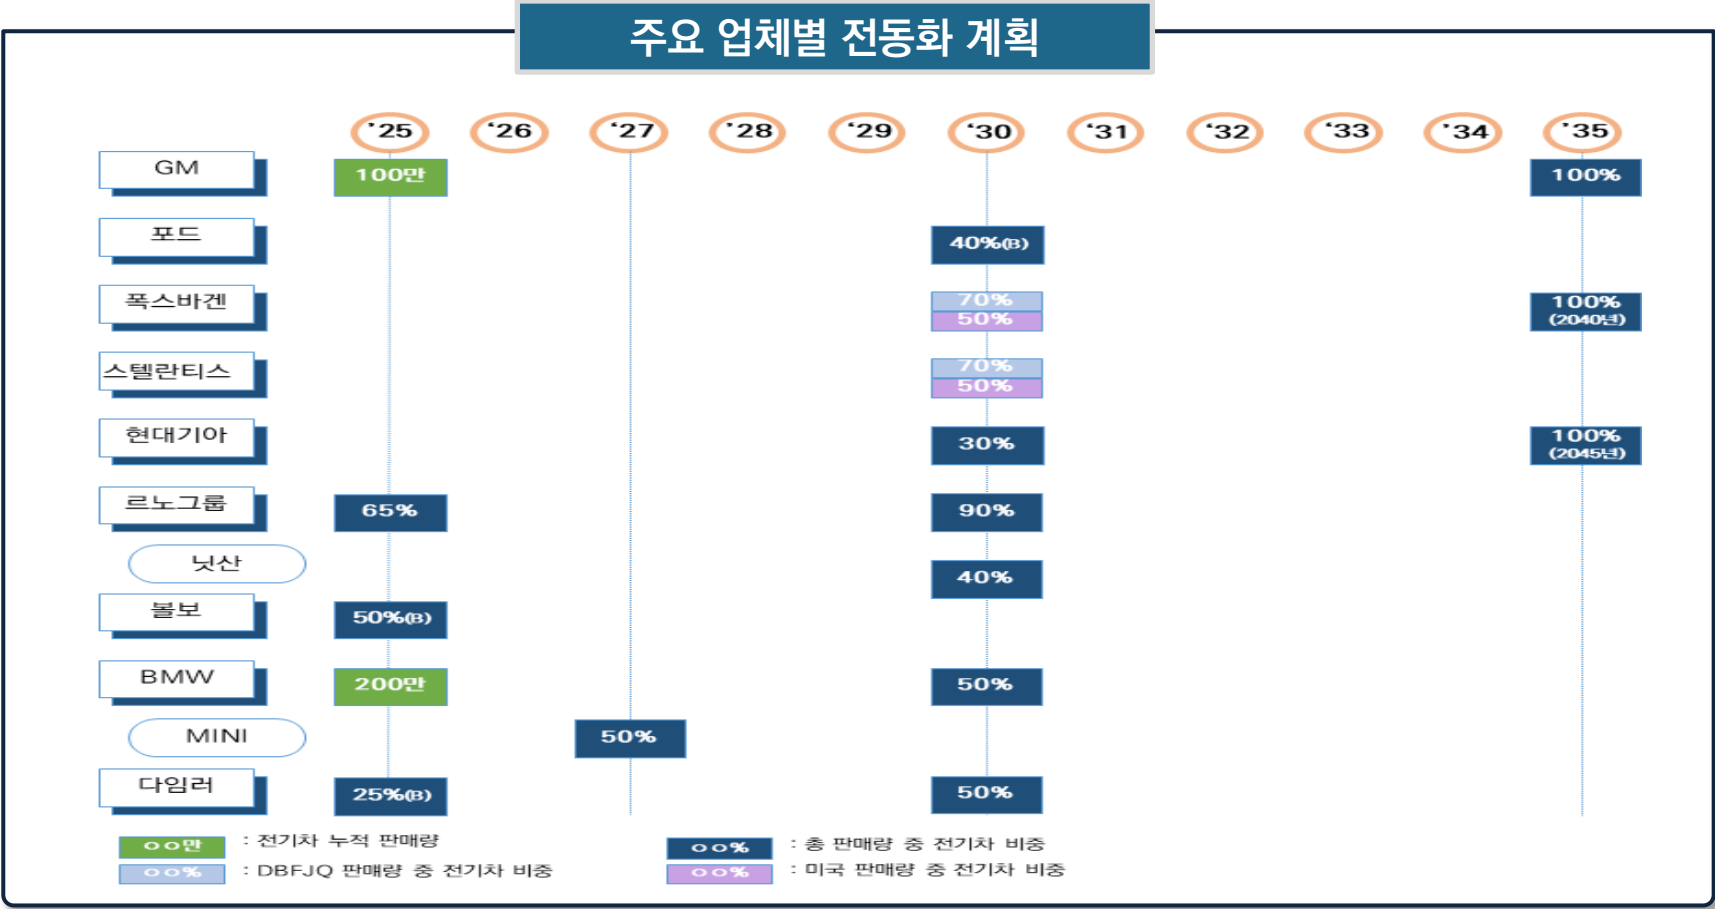 주요 업체별 전동화 계획
‘25 ‘26 ‘27 ‘28 ‘29 ‘30 ‘31 ‘32 ‘33 ‘34 ‘35
GM 100만 100%
포드 40%(B)
폭스바겐 70% 50% 100% (2040년)
스텔란티스 70% 50%
현대기아 30% 100% (2045년)
르노그룹 65% 90%
닛산 40%
볼보 50%(B)
BMW 200만 50%
MINI 50%
다임러 25%(B) 50%
ㅇㅇ만 : 전기차 누적 판매량 ㅇㅇ% : 총 판매량 중 전기차 비중
ㅇㅇ% : DBFJQ 판매량 중 전기차 비중 ㅇㅇ% : 미국 판매량 중 전기차 비중